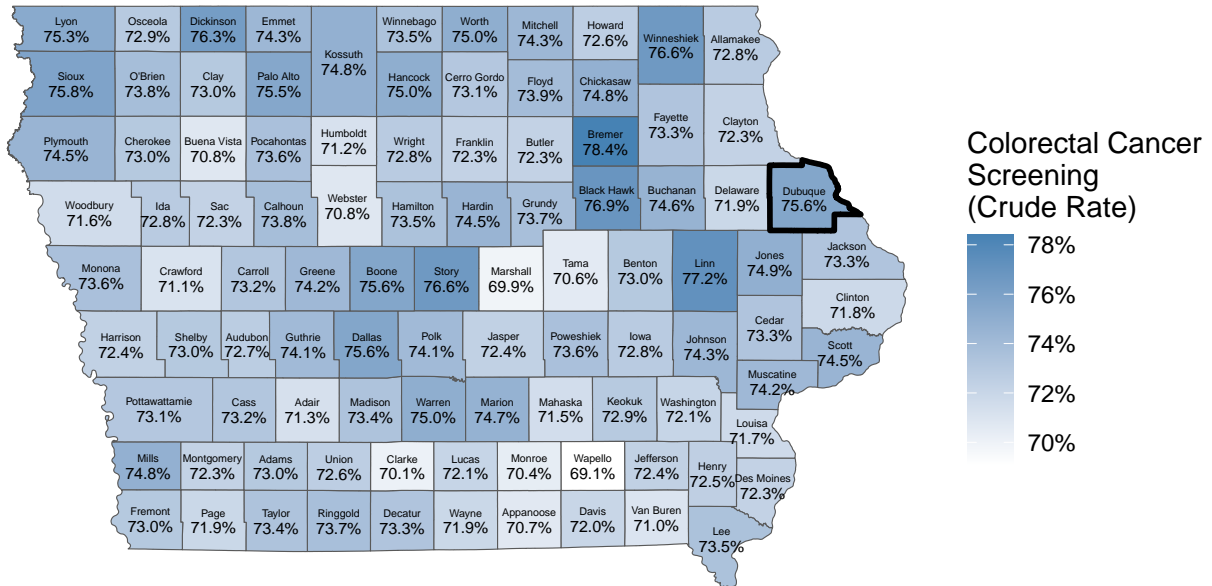 Lyon
75.3%
Osceola
72.9%
Dickinson
76.3%
Emmet
74.3%
Kossuth
74.8%
Winnebago
73.5%
Worth
75.0%
Mitchell
74.3%
Howard
72.6%
Winneshiek
76.6%
Allamakee
72.8%
Sioux
75.8%
O'Brien
73.8%
Clay
73.0%
Palo Alto
75.5%
Hancock
75.0%
Cerro Gordo
73.1%
Floyd
73.9%
Chickasaw
74.8%
Fayette
73.3%
Clayton
72.3%
Plymouth
74.5%
Cherokee
73.0%
Buena Vista
70.8%
Pocahontas
73.6%
Humboldt
71.2%
Wright
72.8%
Franklin
72.3%
Butler
72.3%
Bremer
78.4%
Woodbury
71.6%
Ida
72.8%
Sac
72.3%
Calhoun
73.8%
Webster
70.8%
Hamilton
73.5%
Hardin
74.5%
Grundy
73.7%
Black Hawk
76.9%
Buchanan
74.6%
Delaware
71.9%
Dubuque
75.6%
Monona
73.6%
Crawford
71.1%
Carroll
73.2%
Greene
74.2%
Boone
75.6%
Story
76.6%
Marshall
69.9%
Tama
70.6%
Benton
73.0%
Linn
77.2%
Jones
74.9%
Jackson
73.3%
Clinton
71.8%
Harrison
72.4%
Shelby
73.0%
Audubon
72.7%
Guthrie
74.1%
Dallas
75.6%
Polk
74.1%
Jasper
72.4%
Poweshiek
73.6%
Iowa
72.8%
Johnson
74.3%
Cedar
73.3%
Scott
74.5%
Muscatine
74.2%
Pottawattamie
73.1%
Cass
73.2%
Adair
71.3%
Madison
73.4%
Warren
75.0%
Marion
74.7%
Mahaska
71.5%
Keokuk
72.9%
Washington
72.1%
Louisa
71.7%
Mills
74.8%
Montgomery
72.3%
Adams
73.0%
Union
72.6%
Clarke
70.1%
Lucas
72.1%
Monroe
70.4%
Wapello
69.1%
Jefferson
72.4%
Henry
72.5%
Des Moines
72.3%
Fremont
73.0%
Page
71.9%
Taylor
73.4%
Ringgold
73.7%
Decatur
73.3%
Wayne
71.9%
Appanoose
70.7%
Davis
72.0%
Van Buren
71.0%
Lee
73.5%
Colorectal Cancer
Screening
(Crude Rate)
78%
76%
74%
72%
70%